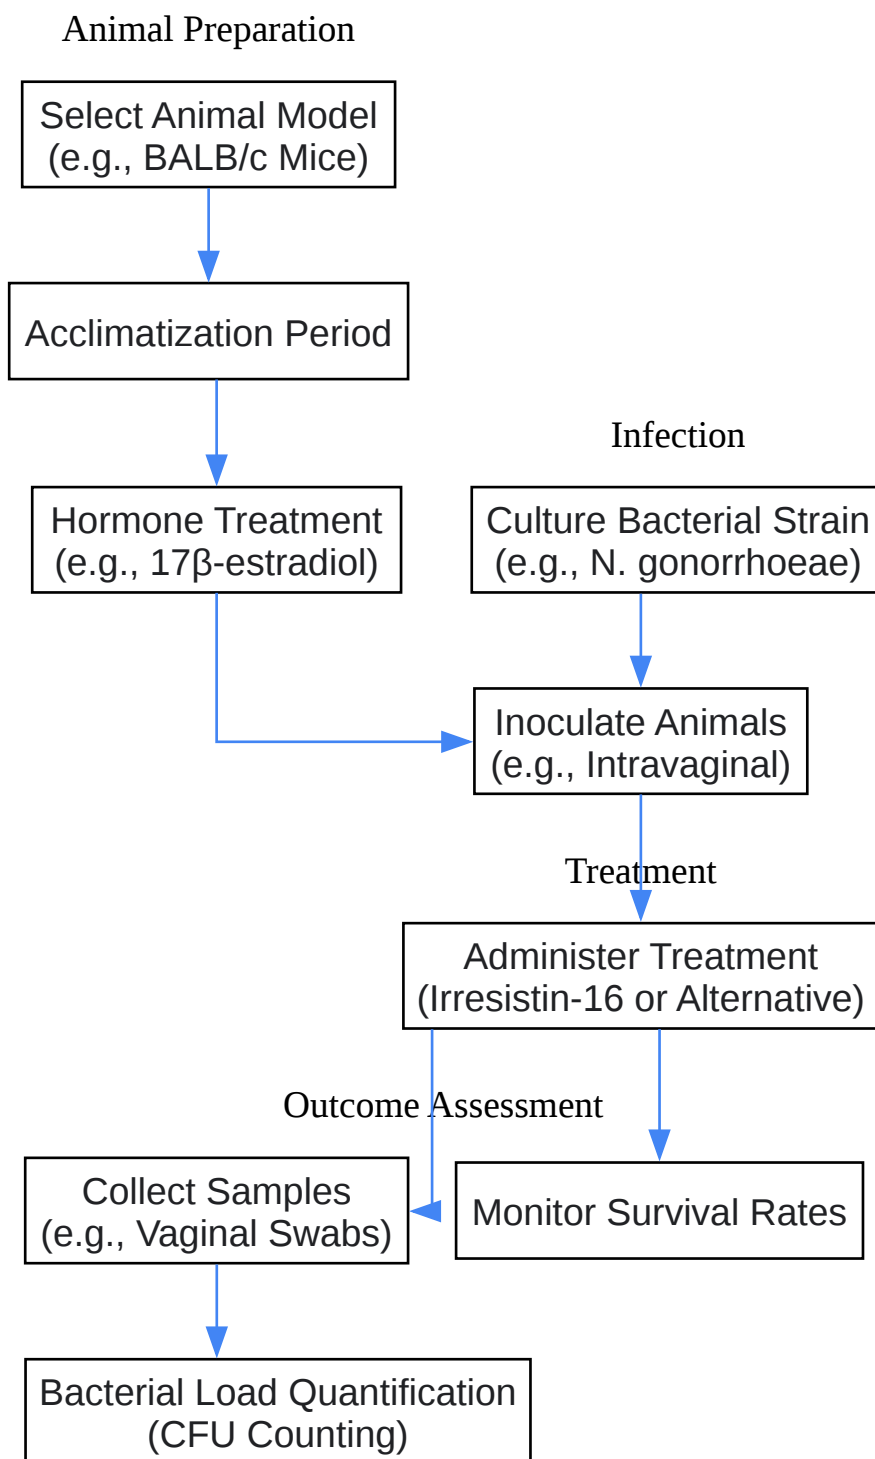 Animal Preparation
Select Animal Model
(e.g., BALB/c Mice)
Acclimatization Period
Hormone Treatment
(e.g., 17β-estradiol)
Infection
Culture Bacterial Strain
(e.g., N. gonorrhoeae)
Inoculate Animals
(e.g., Intravaginal)
Treatment
Administer Treatment
(Irresistin-16 or Alternative)
Outcome Assessment
Collect Samples
(e.g., Vaginal Swabs)
Monitor Survival Rates
Bacterial Load Quantification
(CFU Counting)